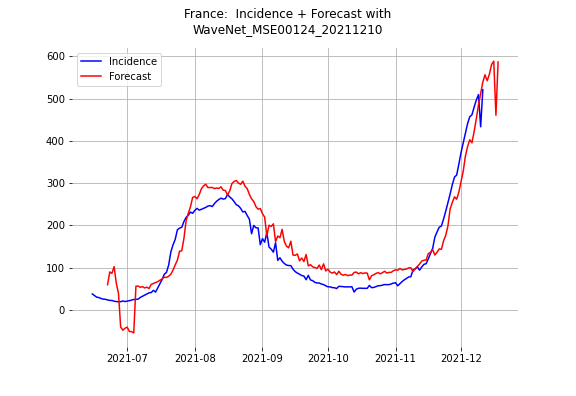 France:  Incidence + Forecast with
WaveNet_MSE00124_20211210
Incidence
Forecast
600
500
400
300
200
100
0
2021-07 2021-08 2021-09 2021-10 2021-11 2021-12